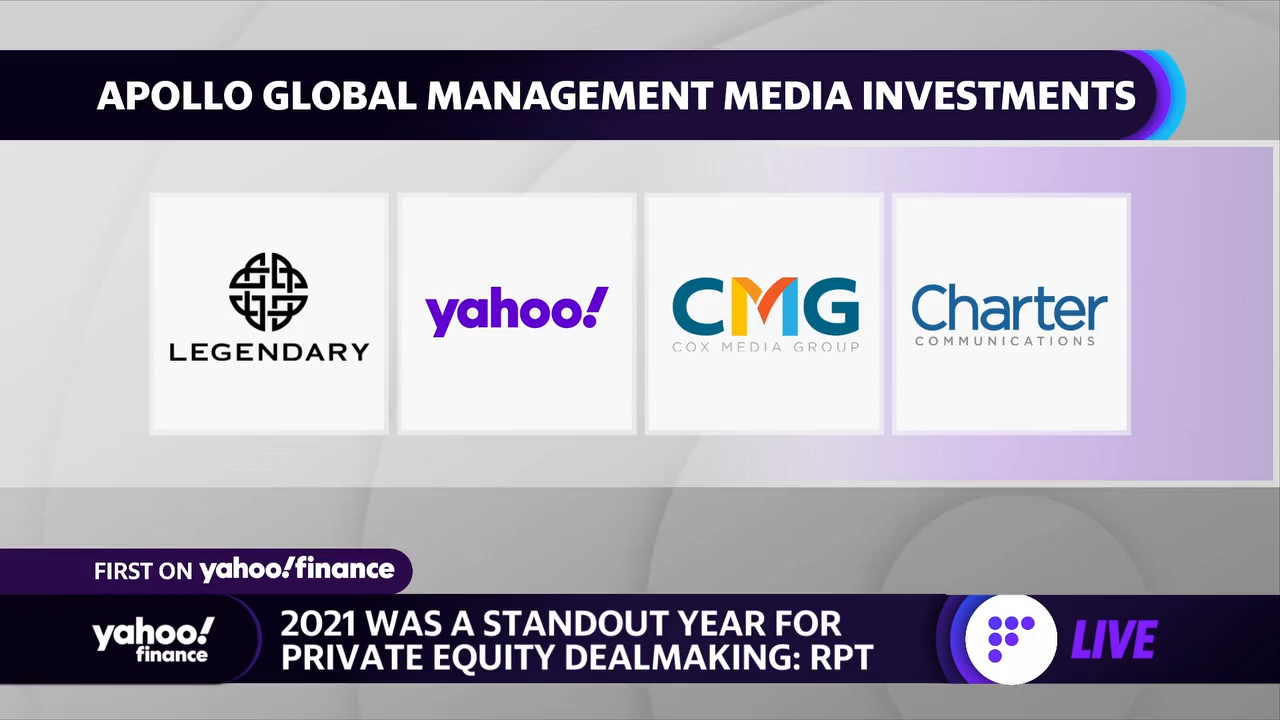 APOLLO GLOBAL MANAGEMENT MEDIA INVESTMENTS
LEGENDARY
yahoo!
CMG
COX MEDIA GROUP
Charter
COMMUNICATIONS
FIRST ON yahoo!finance
yahoo!
finance
2021 WAS A STANDOUT YEAR FOR
PRIVATE EQUITY DEALMAKING: RPT
LIVE